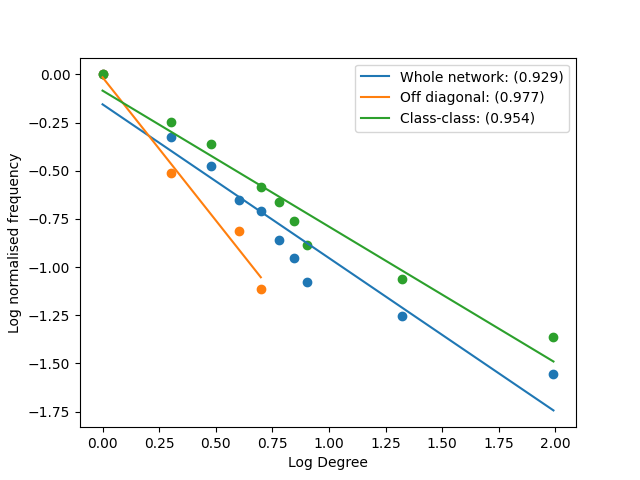 Whole network: (0.929)
Off diagonal: (0.977)
Class-class: (0.954)
Log normalised frequency
0.00
−0.25
−0.50
−0.75
−1.00
−1.25
−1.50
−1.75
0.00 0.25 0.50 0.75 1.00 1.25 1.50 1.75 2.00
Log Degree